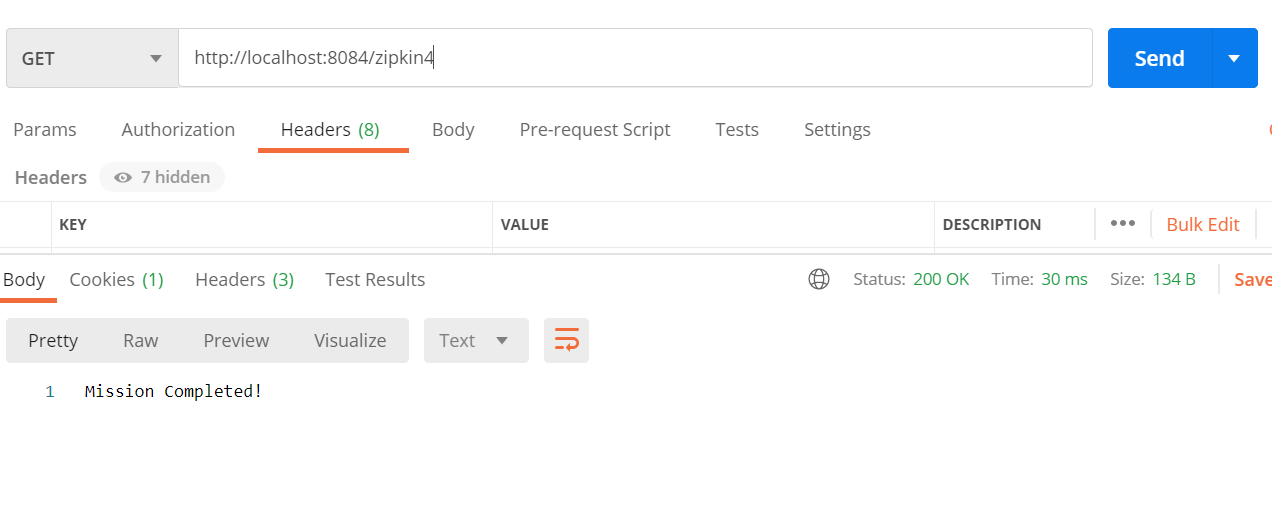 GET http://localhost:8084/zipkin4 Send
Params Authorization Headers (8) Body Pre-request Script Tests Settings
Headers 7 hidden
KEY VALUE DESCRIPTION ••• Bulk Edit
Body Cookies (1) Headers (3) Test Results Status: 200 OK Time: 30 ms Size: 134 B Save
Pretty Raw Preview Visualize Text
1 Mission Completed!